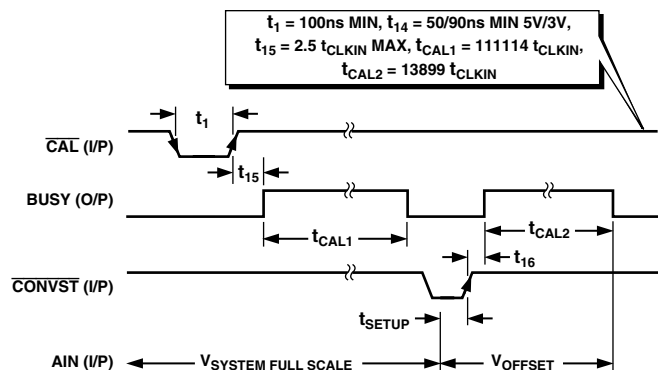 t1 = 100ns MIN, t14 = 50/90ns MIN 5V/3V,
t15 = 2.5 tCLKIN MAX, tCAL1 = 111114 tCLKIN,
tCAL2 = 13899 tCLKIN
t1
CAL (I/P)
t15
BUSY (O/P)
tCAL1
tCAL2
t16
CONVST (I/P)
tSETUP
AIN (I/P)
VSYSTEM FULL SCALE
VOFFSET